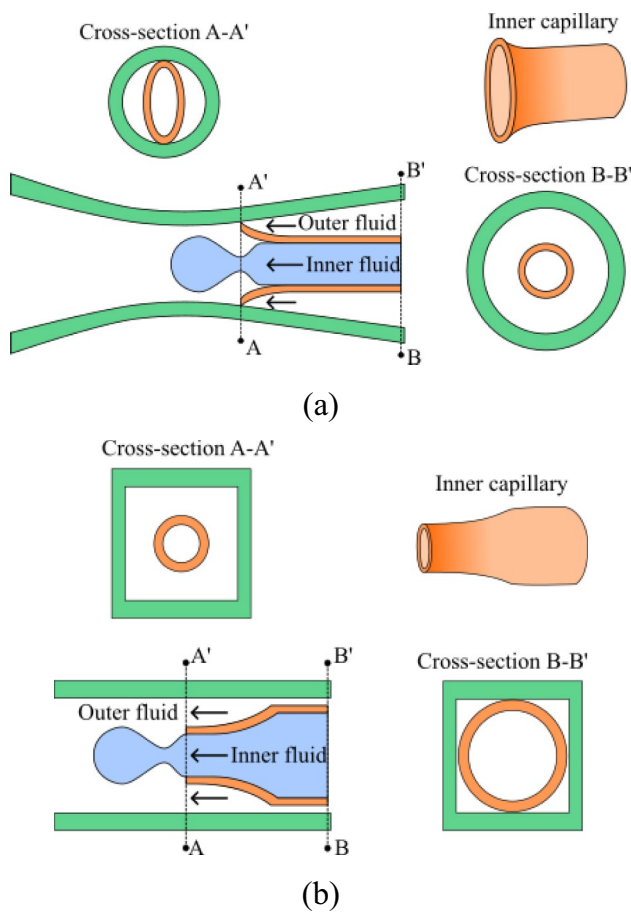 Cross-section A-A'
Inner capillary
B'
Cross-section B-B'
A'
Outer fluid
Inner fluid
A
B
(a)
Cross-section A-A'
Inner capillary
A'
B'
Cross-section B-B'
Outer fluid
Inner fluid
A
B
(b)